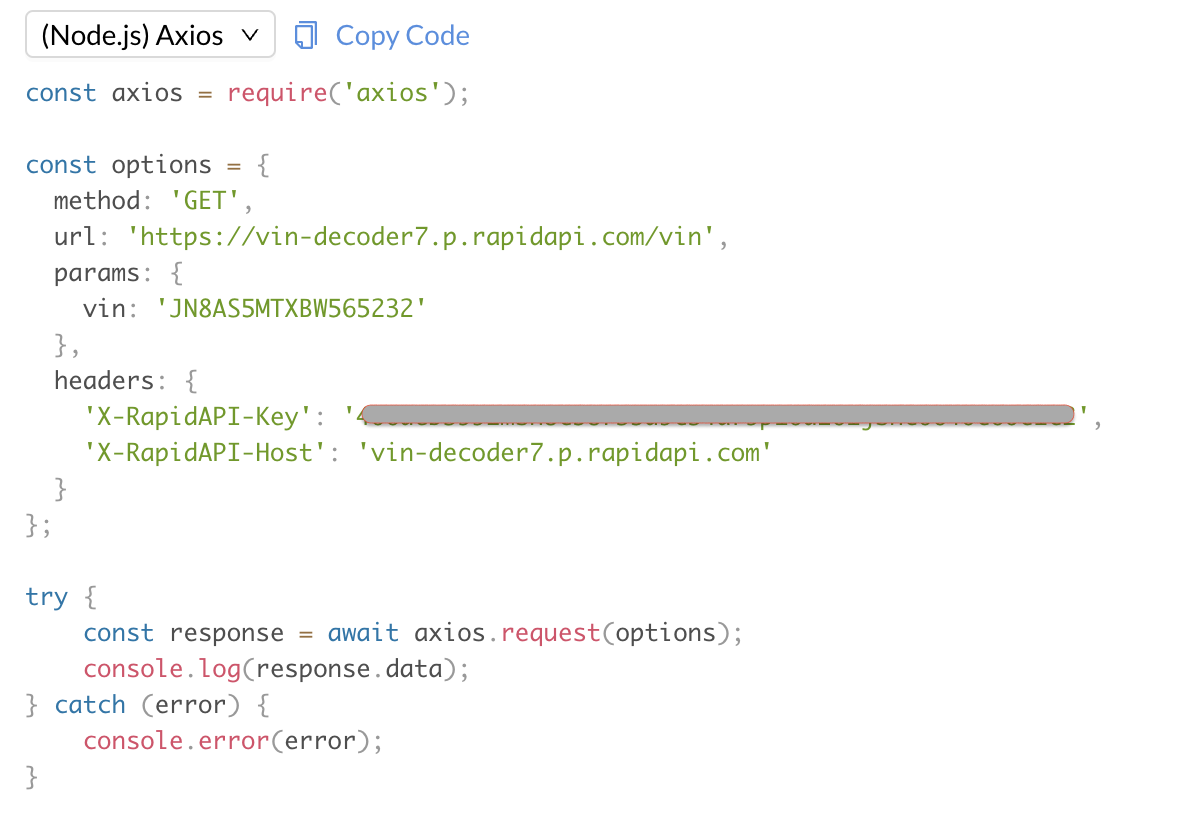 (Node.js) Axios
Copy Code
const axios = require('axios');
const options = {
  method: 'GET',
  url: 'https://vin-decoder7.p.rapidapi.com/vin',
  params: {
    vin: 'JN8AS5MTXBW565232'
  },
  headers: {
    'X-RapidAPI-Key': '',
    'X-RapidAPI-Host': 'vin-decoder7.p.rapidapi.com'
  }
};
try {
    const response = await axios.request(options);
    console.log(response.data);
} catch (error) {
    console.error(error);
}